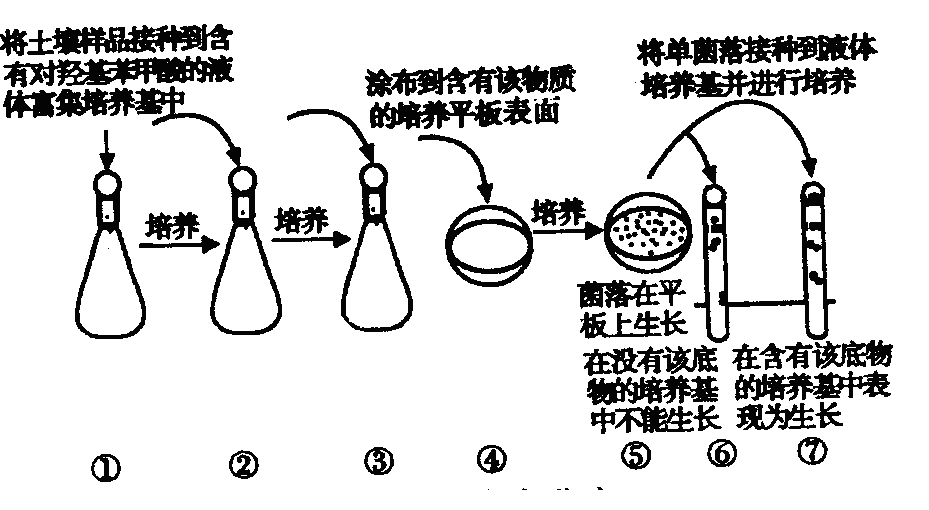 将土壤样品接种到含
有对羟基苯甲酸的液
体富集培养基中
涂布到含有该物质
的培养平板表面
将单菌落接种到液体
培养基并进行培养
培养
培养
培养
菌落在平
板上生长
在没有该底
物的培养基
中不能生长
在含有该底物
的培养基中表
现为生长
① ② ③ ④ ⑤ ⑥ ⑦